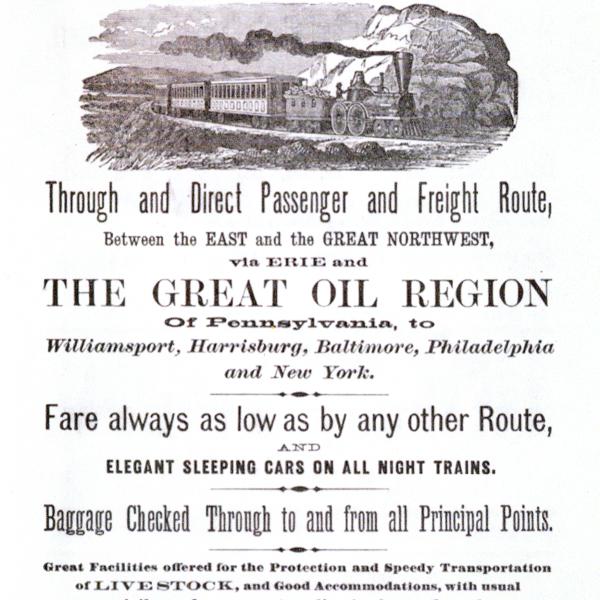 Through and Direct Passenger and Freight Route,
Between the EAST and the GREAT NORTHWEST,
via ERIE and
THE GREAT OIL REGION
Of Pennsylvania, to
Williamsport, Harrisburg, Baltimore, Philadelphia
and New York.
Fare always as low as by any other Route,
AND
ELEGANT SLEEPING CARS ON ALL NIGHT TRAINS.
Baggage Checked Through to and from all Principal Points.
Great Facilities offered for the Protection and Speedy Transportation
of LIVE STOCK, and Good Accommodations, with usual